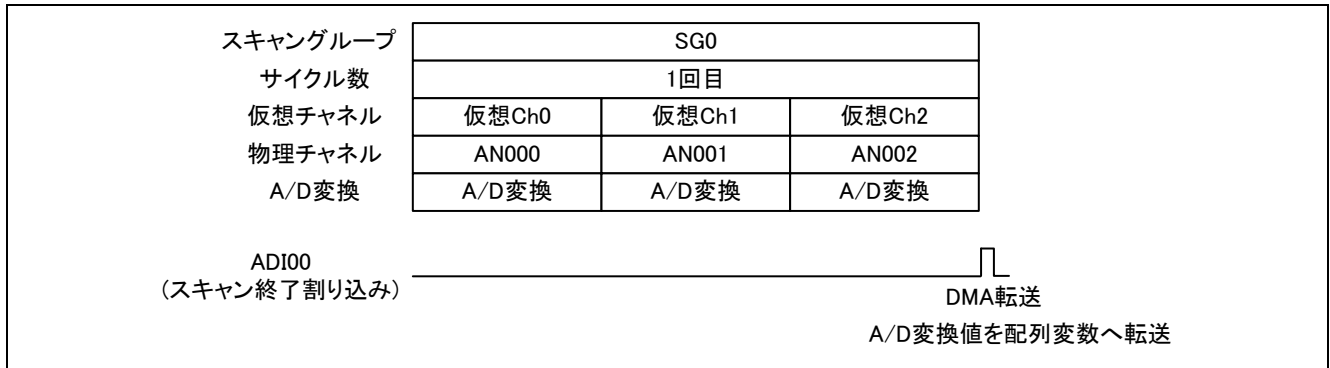 スキャングループ SG0
サイクル数 1回目
仮想チャネル 仮想Ch0 仮想Ch1 仮想Ch2
物理チャネル AN000 AN001 AN002
A/D変換 A/D変換 A/D変換 A/D変換
ADI00
（スキャン終了割り込み）
DMA転送
A/D変換値を配列変数へ転送